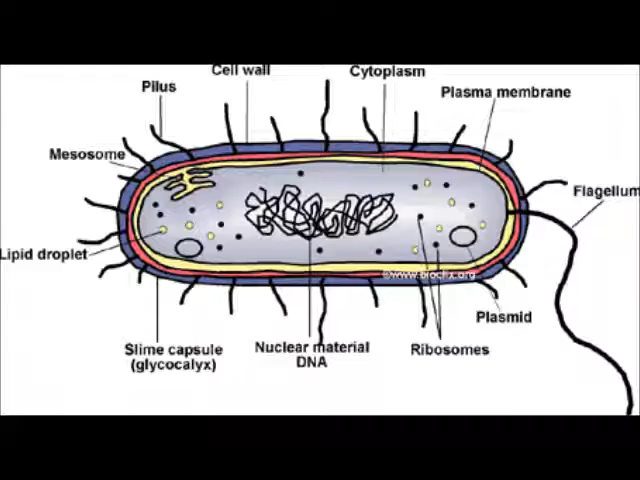 Cell wall
Cytoplasm
Pilus
Plasma membrane
Mesosome
Flagellum
Lipid droplet
©www.biocfix.org
Plasmid
Slime capsule
(glycocalyx)
Nuclear material
DNA
Ribosomes